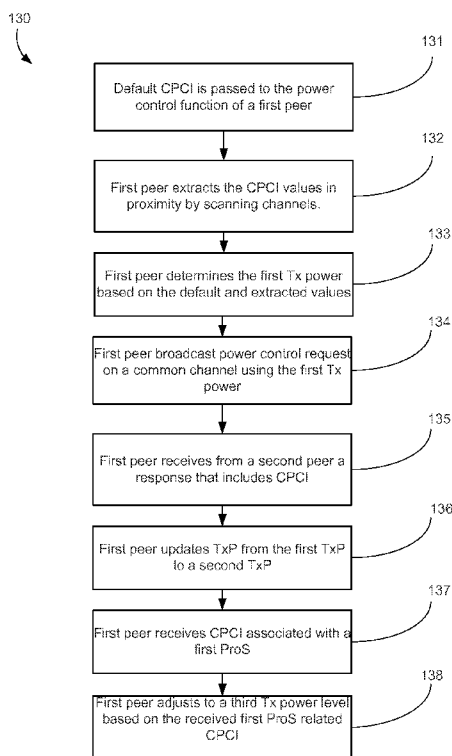 130
131
Default CPCI is passed to the power
control function of a first peer
132
First peer extracts the CPCI values in
proximity by scanning channels.
133
First peer determines the first Tx power
based on the default and extracted values
134
First peer broadcast power control request
on a common channel using the first Tx
power
135
First peer receives from a second peer a
response that includes CPCI
136
First peer updates TxP from the first TxP
to a second TxP
137
First peer receives CPCI associated with a
first ProS
138
First peer adjusts to a third Tx power level
based on the received first ProS related
CPCI